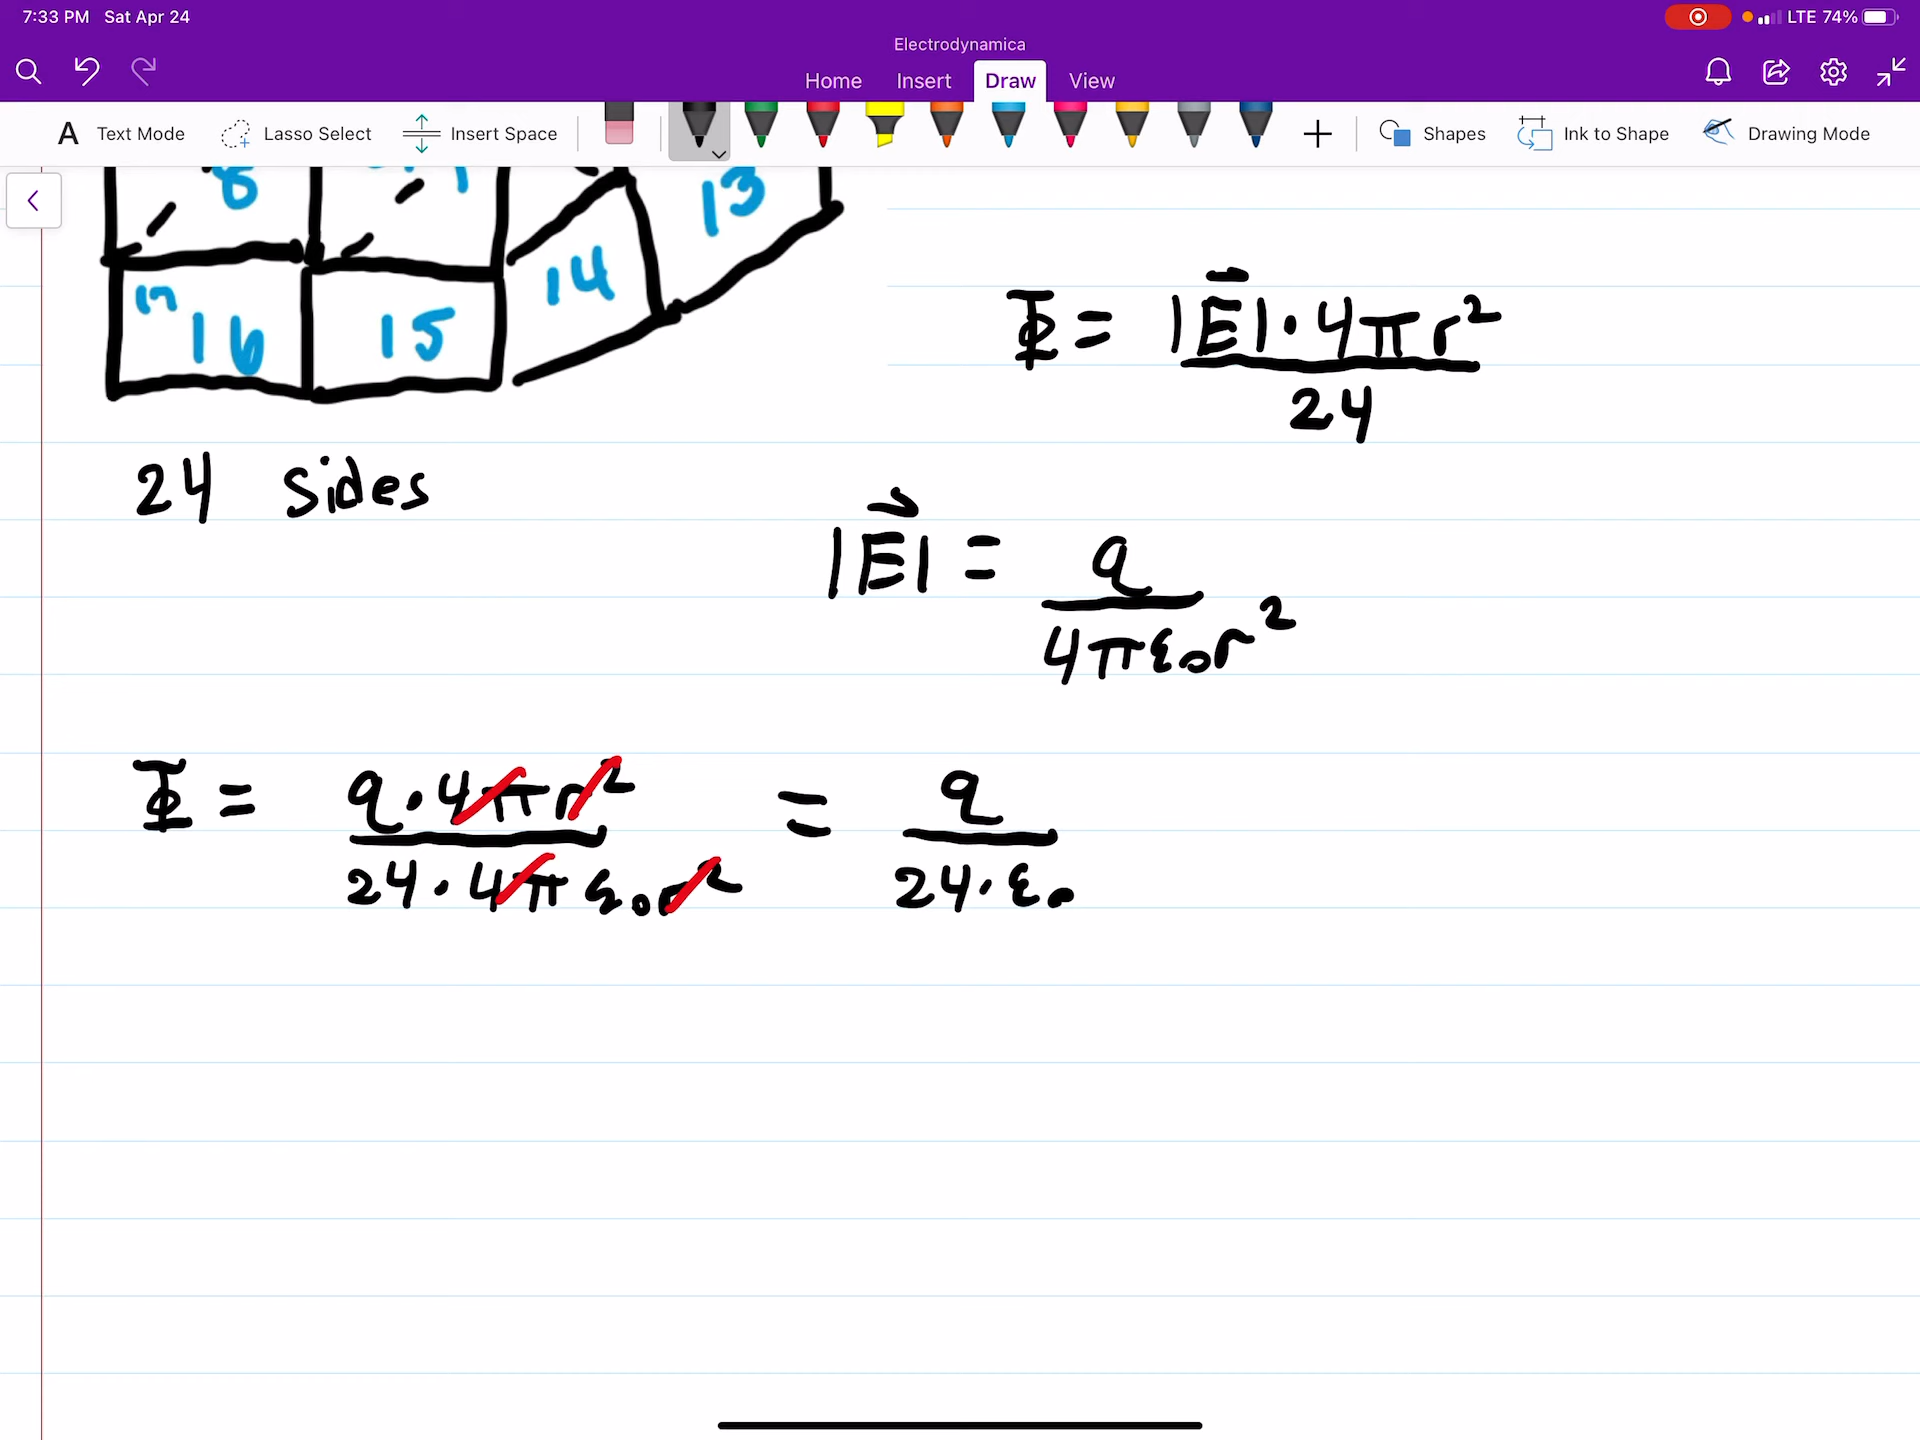 7:33 PM Sat Apr 24
LTE 74%
Electrodynamica
Home Insert Draw View
A Text Mode Lasso Select Insert Space Shapes Ink to Shape Drawing Mode
8 13
14
17 16 15
Φ = |E|·4πr²
24
24 sides
|E| = q
4πε₀r²
Φ = q·4πr² = q
24·4πε₀r² 24·ε₀